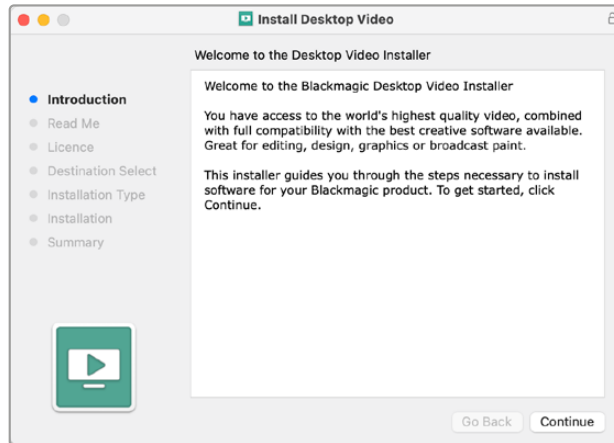 Install Desktop Video
Welcome to the Desktop Video Installer
Introduction
Read Me
Licence
Destination Select
Installation Type
Installation
Summary
Welcome to the Blackmagic Desktop Video Installer
You have access to the world's highest quality video, combined
with full compatibility with the best creative software available.
Great for editing, design, graphics or broadcast paint.
This installer guides you through the steps necessary to install
software for your Blackmagic product. To get started, click
Continue.
Go Back
Continue